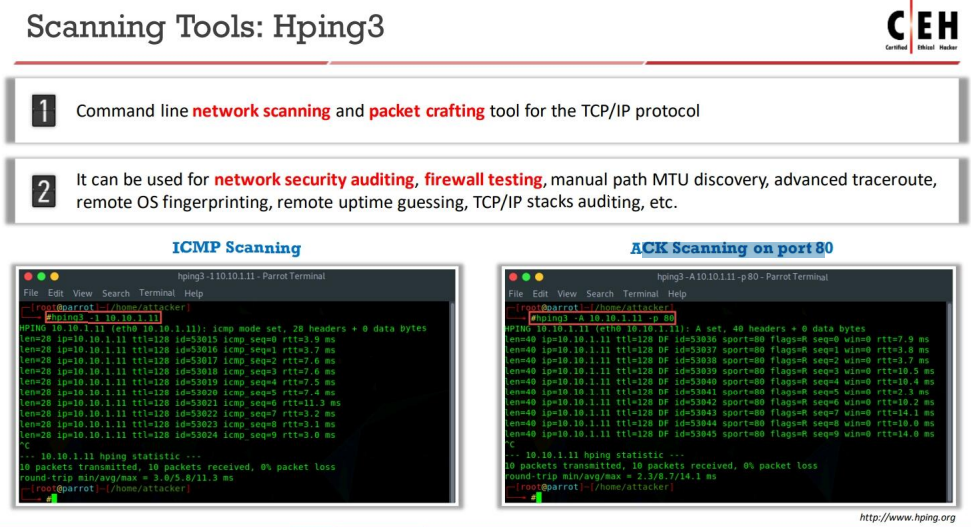 Scanning Tools: Hping3
CEH
Certified Ethical Hacker
1
Command line network scanning and packet crafting tool for the TCP/IP protocol
2
It can be used for network security auditing, firewall testing, manual path MTU discovery, advanced traceroute,
remote OS fingerprinting, remote uptime guessing, TCP/IP stacks auditing, etc.
ICMP Scanning
hping3 -1 10.10.1.11 - Parrot Terminal
File Edit View Search Terminal Help
[root@parrot]-[/home/attacker]
#hping3 -1 10.10.1.11
HPING 10.10.1.11 (eth0 10.10.1.11): icmp mode set, 28 headers + 0 data bytes
len=28 ip=10.10.1.11 ttl=128 id=53015 icmp_seq=0 rtt=3.9 ms
len=28 ip=10.10.1.11 ttl=128 id=53016 icmp_seq=1 rtt=3.7 ms
len=28 ip=10.10.1.11 ttl=128 id=53017 icmp_seq=2 rtt=7.6 ms
len=28 ip=10.10.1.11 ttl=128 id=53018 icmp_seq=3 rtt=7.6 ms
len=28 ip=10.10.1.11 ttl=128 id=53019 icmp_seq=4 rtt=7.5 ms
len=28 ip=10.10.1.11 ttl=128 id=53020 icmp_seq=5 rtt=7.4 ms
len=28 ip=10.10.1.11 ttl=128 id=53021 icmp_seq=6 rtt=11.3 ms
len=28 ip=10.10.1.11 ttl=128 id=53022 icmp_seq=7 rtt=3.2 ms
len=28 ip=10.10.1.11 ttl=128 id=53023 icmp_seq=8 rtt=3.1 ms
len=28 ip=10.10.1.11 ttl=128 id=53024 icmp_seq=9 rtt=3.0 ms
^C
--- 10.10.1.11 hping statistic ---
10 packets transmitted, 10 packets received, 0% packet loss
round-trip min/avg/max = 3.0/5.8/11.3 ms
[root@parrot]-[/home/attacker]
#
ACK Scanning on port 80
hping3 -A 10.10.1.11 -p 80 - Parrot Terminal
File Edit View Search Terminal Help
[root@parrot]-[/home/attacker]
#hping3 -A 10.10.1.11 -p 80
HPING 10.10.1.11 (eth0 10.10.1.11): A set, 40 headers + 0 data bytes
len=40 ip=10.10.1.11 ttl=128 DF id=53036 sport=80 flags=R seq=0 win=0 rtt=7.9 ms
len=40 ip=10.10.1.11 ttl=128 DF id=53037 sport=80 flags=R seq=1 win=0 rtt=3.8 ms
len=40 ip=10.10.1.11 ttl=128 DF id=53038 sport=80 flags=R seq=2 win=0 rtt=3.7 ms
len=40 ip=10.10.1.11 ttl=128 DF id=53039 sport=80 flags=R seq=3 win=0 rtt=10.5 ms
len=40 ip=10.10.1.11 ttl=128 DF id=53040 sport=80 flags=R seq=4 win=0 rtt=10.4 ms
len=40 ip=10.10.1.11 ttl=128 DF id=53041 sport=80 flags=R seq=5 win=0 rtt=2.3 ms
len=40 ip=10.10.1.11 ttl=128 DF id=53042 sport=80 flags=R seq=6 win=0 rtt=10.2 ms
len=40 ip=10.10.1.11 ttl=128 DF id=53043 sport=80 flags=R seq=7 win=0 rtt=14.1 ms
len=40 ip=10.10.1.11 ttl=128 DF id=53044 sport=80 flags=R seq=8 win=0 rtt=10.0 ms
len=40 ip=10.10.1.11 ttl=128 DF id=53045 sport=80 flags=R seq=9 win=0 rtt=14.0 ms
^C
--- 10.10.1.11 hping statistic ---
10 packets transmitted, 10 packets received, 0% packet loss
round-trip min/avg/max = 2.3/8.7/14.1 ms
[root@parrot]-[/home/attacker]
#
http://www.hping.org